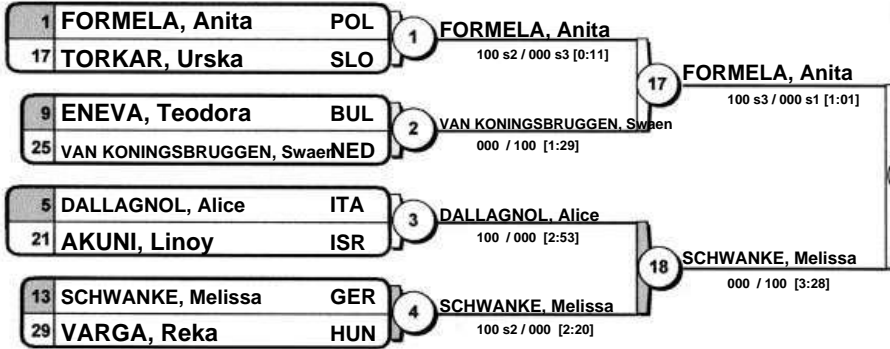 1 FORMELA, Anita POL
17 TORKAR, Urska SLO
1
FORMELA, Anita
100 s2 / 000 s3 [0:11]
9 ENEVA, Teodora BUL
25 VAN KONINGSBRUGGEN, Swaen NED
2
VAN KONINGSBRUGGEN, Swaen
000 / 100 [1:29]
17
FORMELA, Anita
100 s3 / 000 s1 [1:01]
5 DALLAGNOL, Alice ITA
21 AKUNI, Linoy ISR
3
DALLAGNOL, Alice
100 / 000 [2:53]
13 SCHWANKE, Melissa GER
29 VARGA, Reka HUN
4
SCHWANKE, Melissa
100 s2 / 000 [2:20]
18
SCHWANKE, Melissa
000 / 100 [3:28]